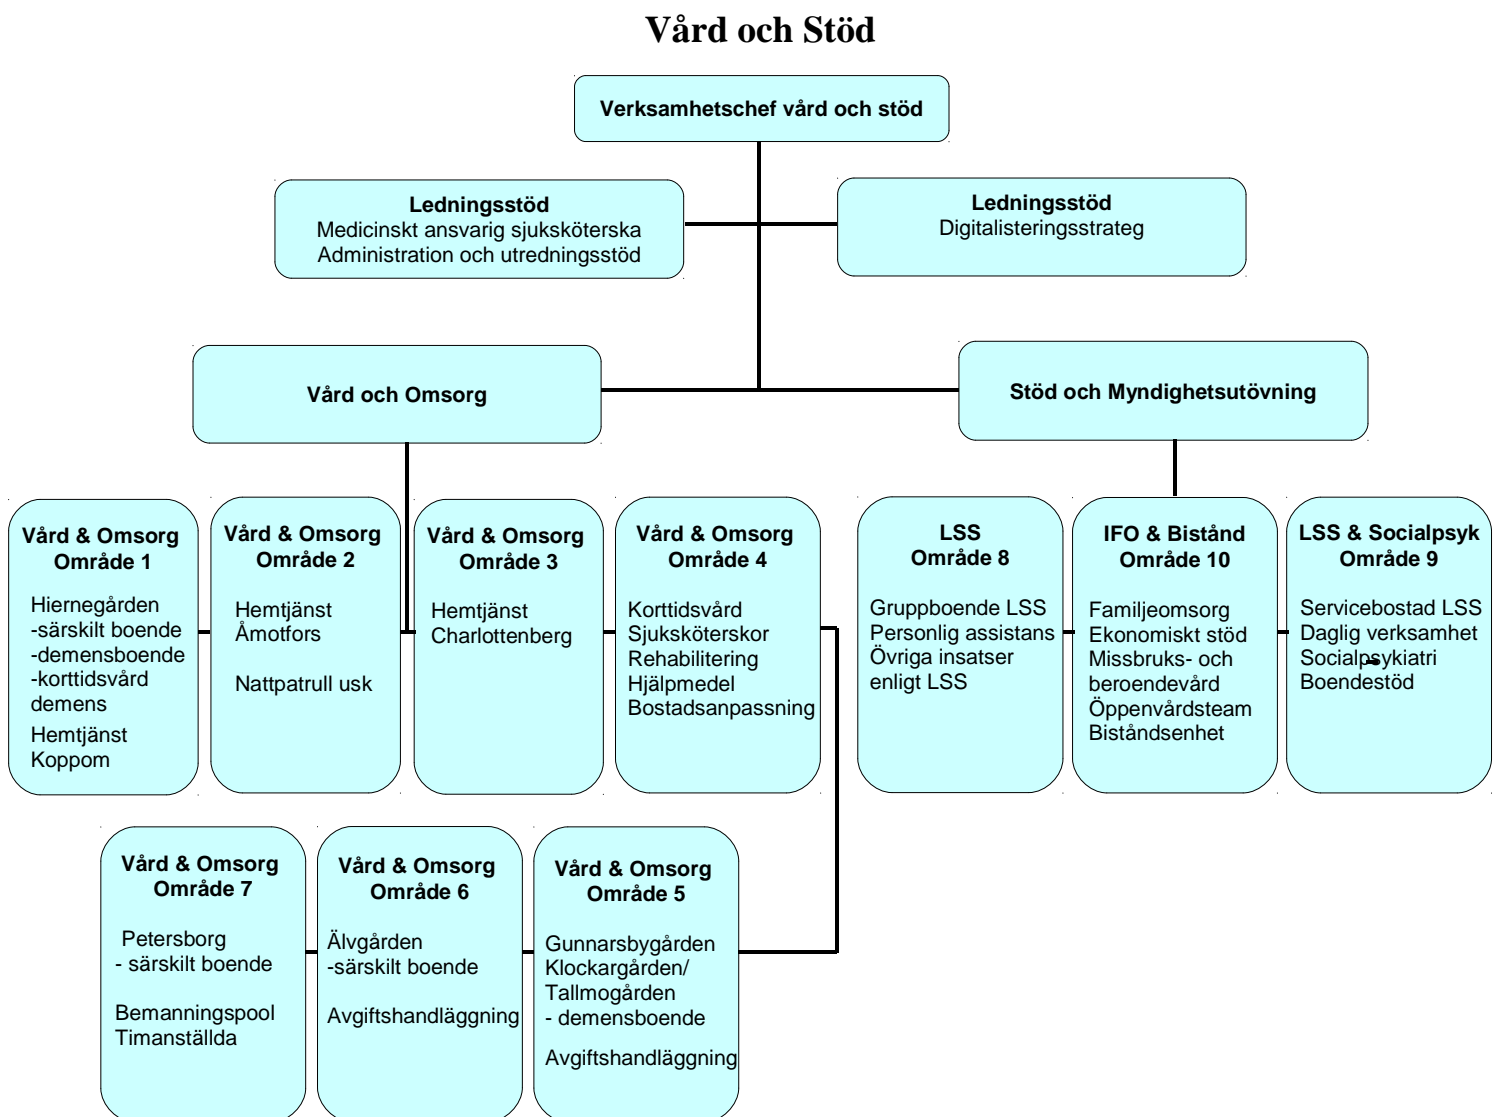 Vård och Stöd
Verksamhetschef vård och stöd
Ledningsstöd
Medicinskt ansvarig sjuksköterska
Administration och utredningsstöd
Ledningsstöd
Digitalisteringsstrateg
Vård och Omsorg
Stöd och Myndighetsutövning
Vård & Omsorg
Område 1
Hiernegården
-särskilt boende
-demensboende
-korttidsvård
demens
Hemtjänst
Koppom
Vård & Omsorg
Område 2
Hemtjänst
Åmotfors
Nattpatrull usk
Vård & Omsorg
Område 3
Hemtjänst
Charlottenberg
Vård & Omsorg
Område 4
Korttidsvård
Sjuksköterskor
Rehabilitering
Hjälpmedel
Bostadsanpassning
LSS
Område 8
Gruppboende LSS
Personlig assistans
Övriga insatser
enligt LSS
IFO & Bistånd
Område 10
Familjeomsorg
Ekonomiskt stöd
Missbruks- och
beroendevård
Öppenvårdsteam
Biståndsenhet
LSS & Socialpsyk
Område 9
Servicebostad LSS
Daglig verksamhet
Socialpsykiatri
Boendestöd
Vård & Omsorg
Område 7
Petersborg
- särskilt boende
Bemanningspool
Timanställda
Vård & Omsorg
Område 6
Älvgården
-särskilt boende
Avgiftshandläggning
Vård & Omsorg
Område 5
Gunnarsbygården
Klockargården/
Tallmogården
- demensboende
Avgiftshandläggning